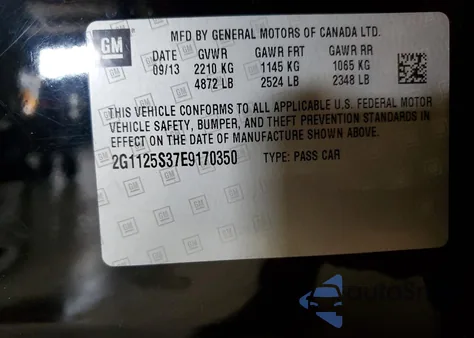 GM
MFD BY GENERAL MOTORS OF CANADA LTD.
DATE GVWR GAWR FRT GAWR RR
09/13 2210 KG 1145 KG 1065 KG
4872 LB 2524 LB 2348 LB
THIS VEHICLE CONFORMS TO ALL APPLICABLE U.S. FEDERAL MOTOR
VEHICLE SAFETY, BUMPER, AND THEFT PREVENTION STANDARDS IN
EFFECT ON THE DATE OF MANUFACTURE SHOWN ABOVE.
2G1125S37E9170350 TYPE: PASS CAR